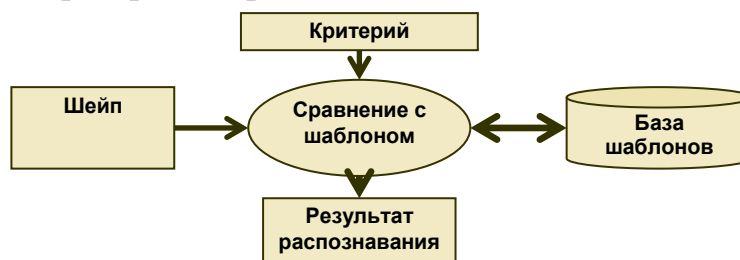 Критерий
Шейп
Сравнение с
шаблоном
База
шаблонов
Результат
распознавания